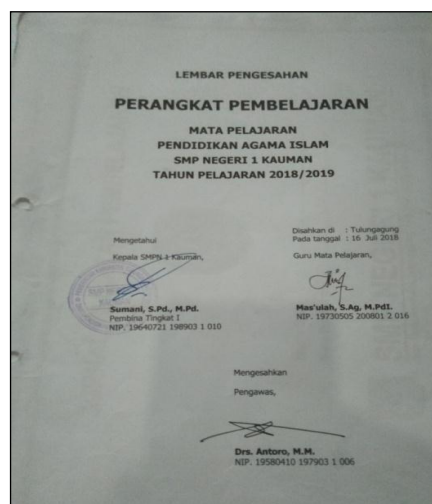 LEMBAR PENGESAHAN
PERANGKAT PEMBELAJARAN
MATA PELAJARAN
PENDIDIKAN AGAMA ISLAM
SMP NEGERI 1 KAUMAN
TAHUN PELAJARAN 2018/2019
Disahkan di : Tulungagung
Pada tanggal : 16 Juli 2018
Mengetahui
Kepala SMPN 1 Kauman,
Guru Mata Pelajaran,
Sumani, S.Pd., M.Pd.
Pembina Tingkat I
NIP. 19640721 198903 1 010
Mas'ulah, S.Ag, M.PdI.
NIP. 19730505 200801 2 016
Mengesahkan
Pengawas,
Drs. Antoro, M.M.
NIP. 19580410 197903 1 006